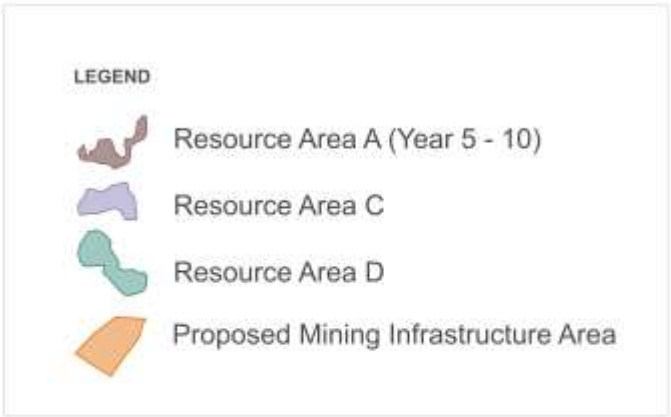 LEGEND
Resource Area A (Year 5 - 10)
Resource Area C
Resource Area D
Proposed Mining Infrastructure Area